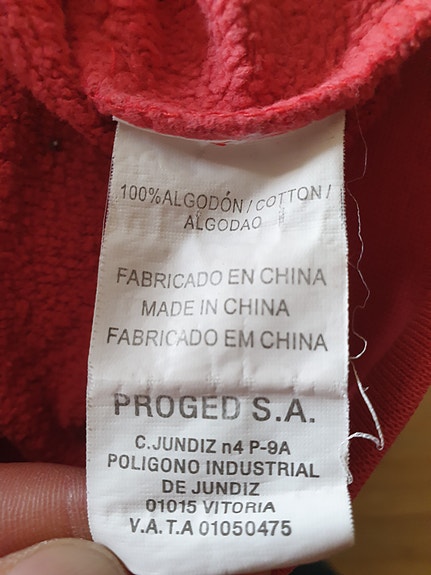 100% ALGODÓN / COTTON /
ALGODAO
FABRICADO EN CHINA
MADE IN CHINA
FABRICADO EM CHINA
PROGED S.A.
C.JUNDIZ n4 P-9A
POLIGONO INDUSTRIAL
DE JUNDIZ
01015 VITORIA
V.A.T.A 01050475